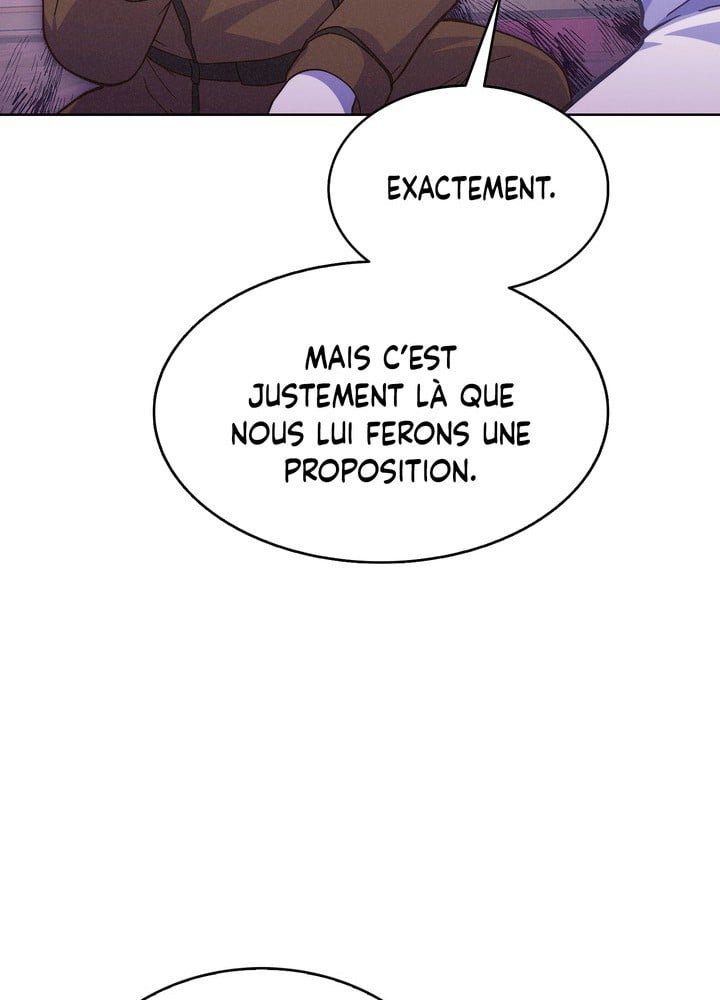 EXACTEMENT.
MAIS C'EST
JUSTEMENT LÀ QUE
NOUS LUI FERONS UNE
PROPOSITION.